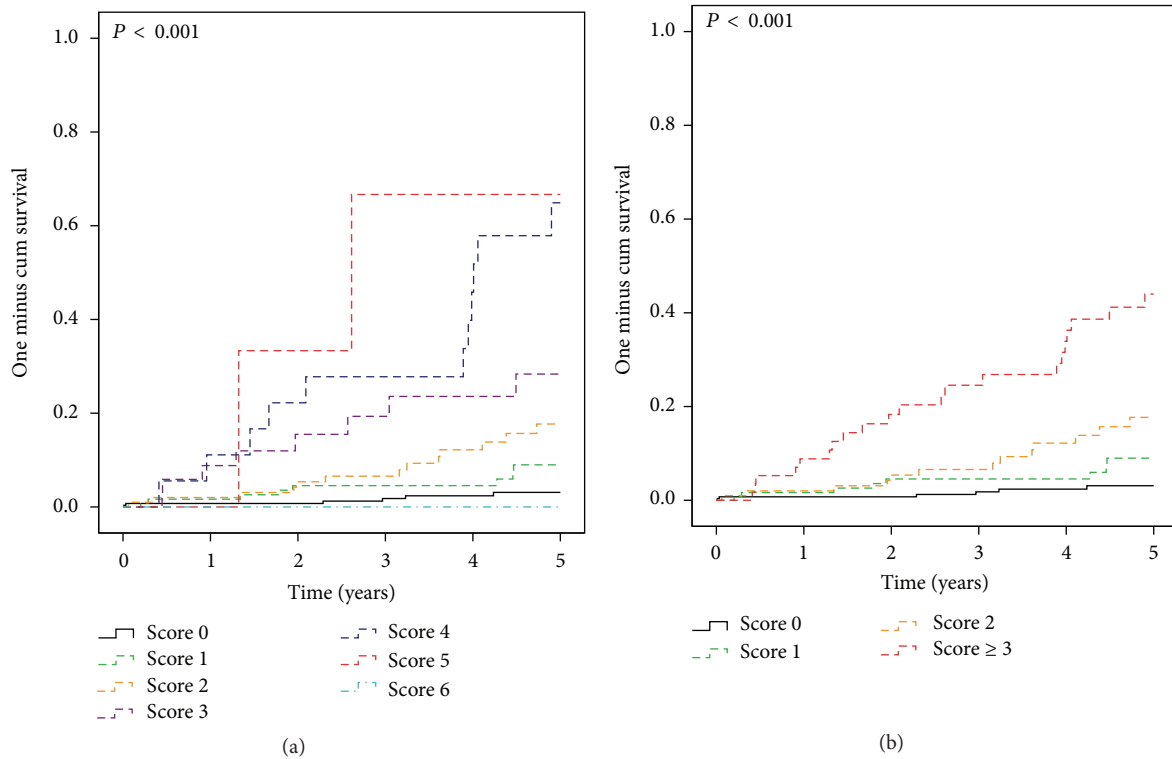 P < 0.001
1.0
0.8
0.6
0.4
0.2
0.0
One minus cum survival
0 1 2 3 4 5
Time (years)
Score 0
Score 1
Score 2
Score 3
Score 4
Score 5
Score 6
(a)
P < 0.001
1.0
0.8
0.6
0.4
0.2
0.0
One minus cum survival
0 1 2 3 4 5
Time (years)
Score 0
Score 1
Score 2
Score ≥ 3
(b)